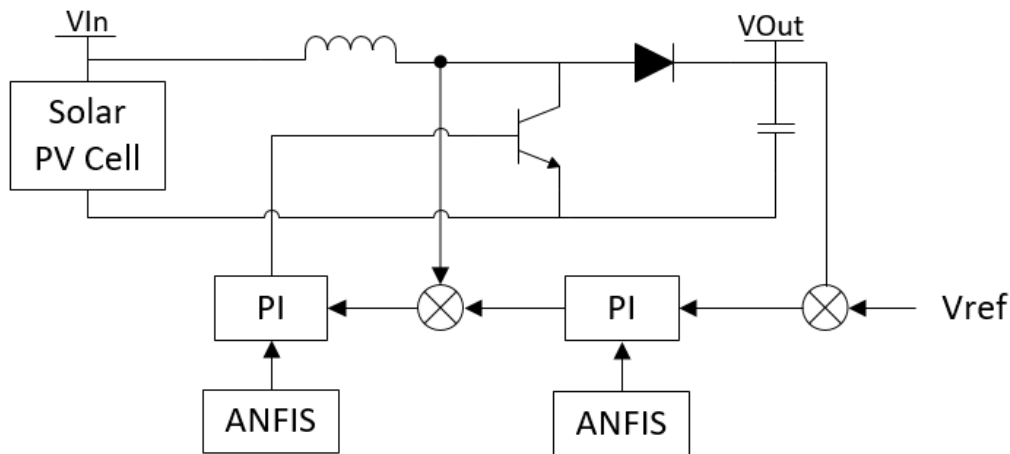 VIn
VOut
Solar
PV Cell
PI
PI
Vref
ANFIS
ANFIS